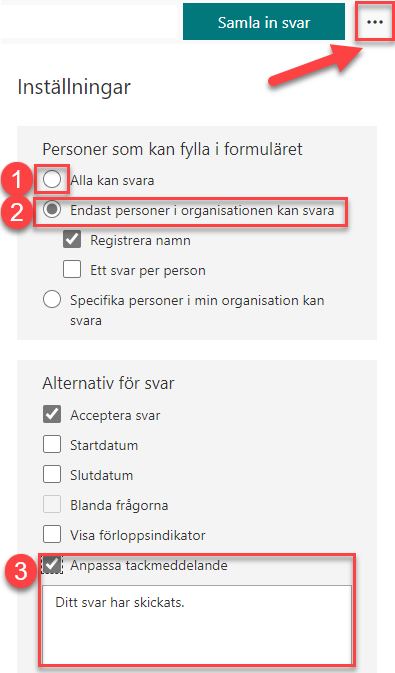 Samla in svar
Inställningar
Personer som kan fylla i formuläret
1
Alla kan svara
2
Endast personer i organisationen kan svara
Registrera namn
Ett svar per person
Specifika personer i min organisation kan
svara
Alternativ för svar
Acceptera svar
Startdatum
Slutdatum
Blanda frågorna
Visa förloppsindikator
3
Anpassa tackmeddelande
Ditt svar har skickats.